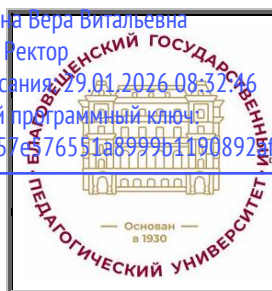 на Вера Витальевна
Ректор
сания: 29.01.2026 08:32:46
й программный ключ:
57e576551a8999b1190892af
БЛАГОВЕЩЕНСКИЙ ГОСУДАРСТВЕННЫЙ
ПЕДАГОГИЧЕСКИЙ УНИВЕРСИТЕТ
Основан
в 1930